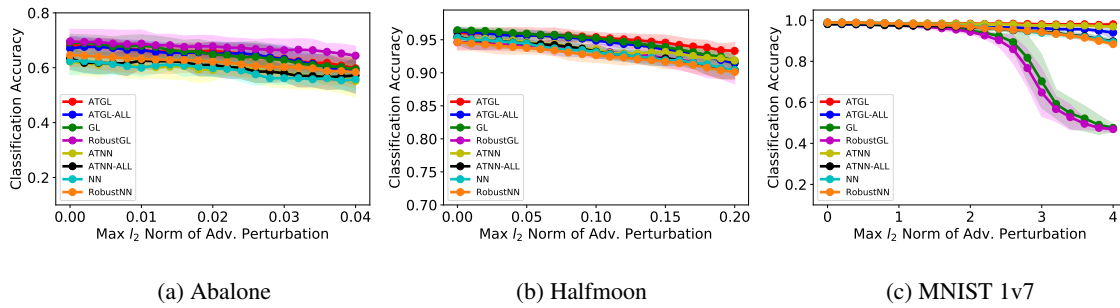 0.8
0.6
0.4
0.2
Classification Accuracy
ATGL
ATGL-ALL
GL
RobustGL
ATNN
ATNN-ALL
NN
RobustNN
0.00 0.01 0.02 0.03 0.04
Max l2 Norm of Adv. Perturbation
(a) Abalone
0.95
0.90
0.85
0.80
0.75
0.70
Classification Accuracy
ATGL
ATGL-ALL
GL
RobustGL
ATNN
ATNN-ALL
NN
RobustNN
0.00 0.05 0.10 0.15 0.20
Max l2 Norm of Adv. Perturbation
(b) Halfmoon
1.0
0.8
0.6
0.4
0.2
Classification Accuracy
ATGL
ATGL-ALL
GL
RobustGL
ATNN
ATNN-ALL
NN
RobustNN
0 1 2 3 4
Max l2 Norm of Adv. Perturbation
(c) MNIST 1v7